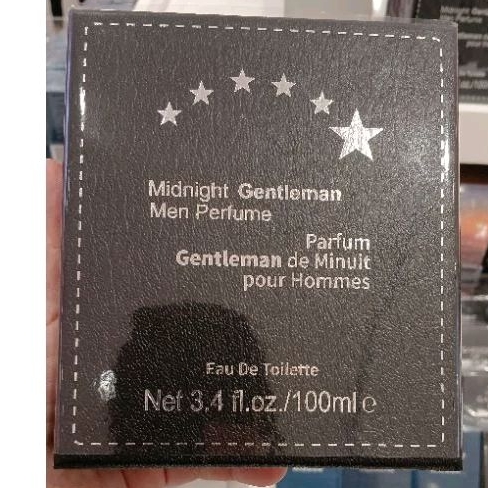 Midnight Gentleman
Men Perfume
Parfum
Gentleman de Minuit
pour Hommes
Eau De Toilette
Net 3.4 fl.oz./100ml e